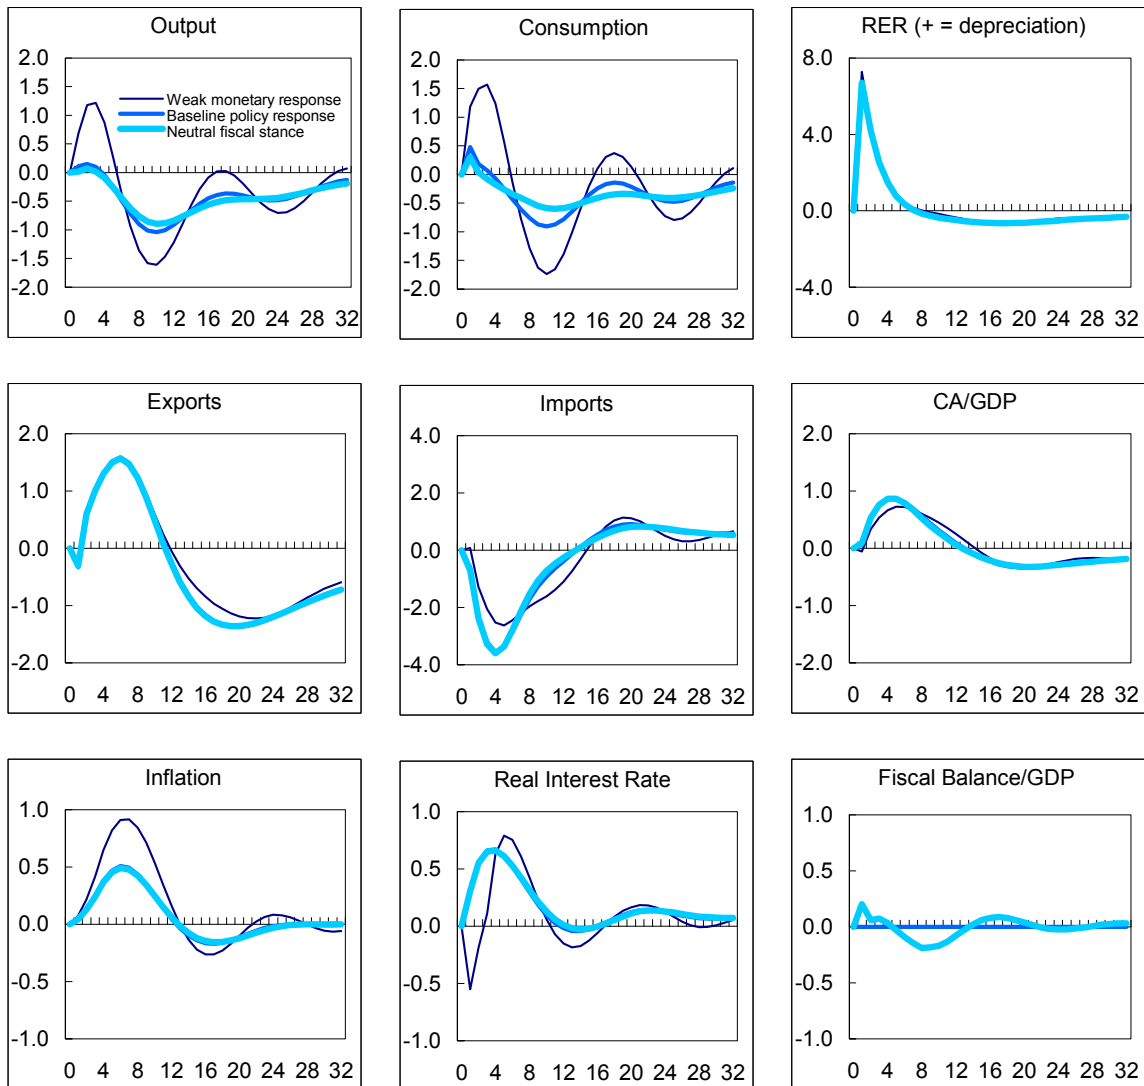 Output
2.0
1.5
1.0
0.5
0.0
-0.5
-1.0
-1.5
-2.0
Weak monetary response
Baseline policy response
Neutral fiscal stance
0 4 8 12 16 20 24 28 32
Consumption
2.0
1.5
1.0
0.5
0.0
-0.5
-1.0
-1.5
-2.0
0 4 8 12 16 20 24 28 32
RER (+ = depreciation)
8.0
4.0
0.0
-4.0
0 4 8 12 16 20 24 28 32
Exports
2.0
1.0
0.0
-1.0
-2.0
0 4 8 12 16 20 24 28 32
Imports
4.0
2.0
0.0
-2.0
-4.0
0 4 8 12 16 20 24 28 32
CA/GDP
2.0
1.0
0.0
-1.0
-2.0
0 4 8 12 16 20 24 28 32
Inflation
1.0
0.5
0.0
-0.5
-1.0
0 4 8 12 16 20 24 28 32
Real Interest Rate
1.0
0.5
0.0
-0.5
-1.0
0 4 8 12 16 20 24 28 32
Fiscal Balance/GDP
1.0
0.5
0.0
-0.5
-1.0
0 4 8 12 16 20 24 28 32